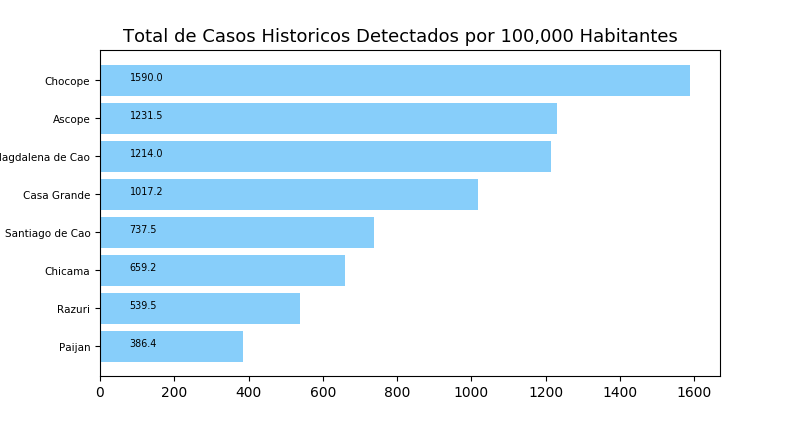 Total de Casos Historicos Detectados por 100,000 Habitantes
Chocope 1590.0
Ascope 1231.5
agdalena de Cao 1214.0
Casa Grande 1017.2
Santiago de Cao 737.5
Chicama 659.2
Razuri 539.5
Paijan 386.4
0 200 400 600 800 1000 1200 1400 1600